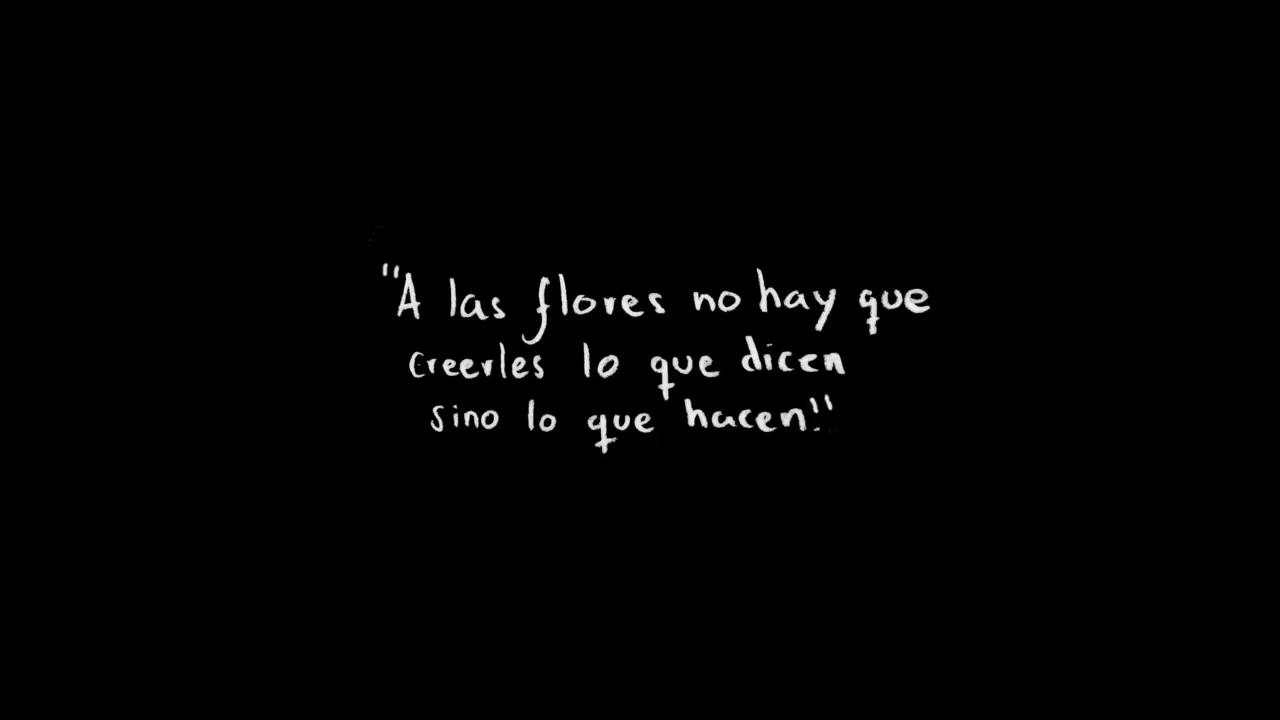 "A las flores no hay que
creerles lo que dicen
sino lo que hacen."